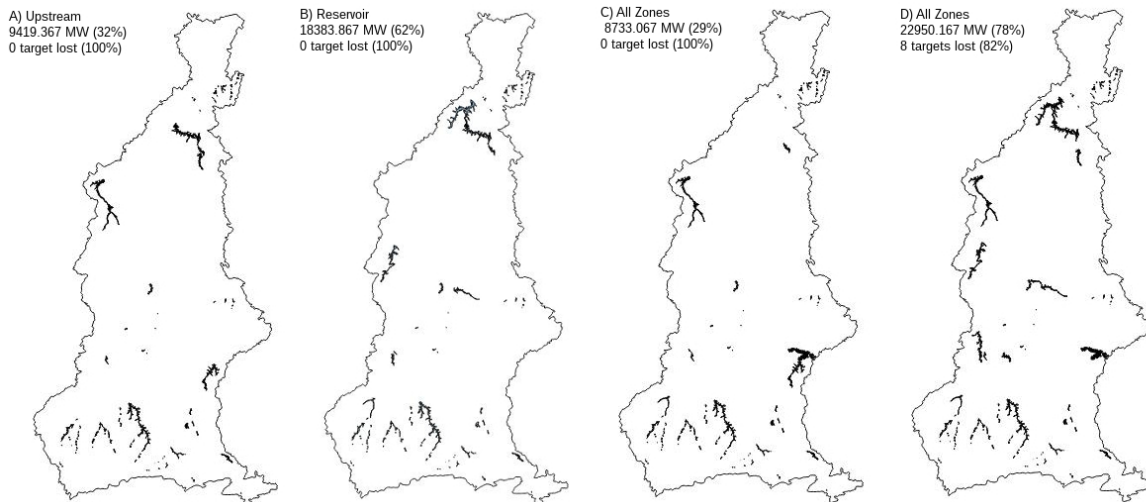 A) Upstream
9419.367 MW (32%)
0 target lost (100%)
B) Reservoir
18383.867 MW (62%)
0 target lost (100%)
C) All Zones
8733.067 MW (29%)
0 target lost (100%)
D) All Zones
22950.167 MW (78%)
8 targets lost (82%)